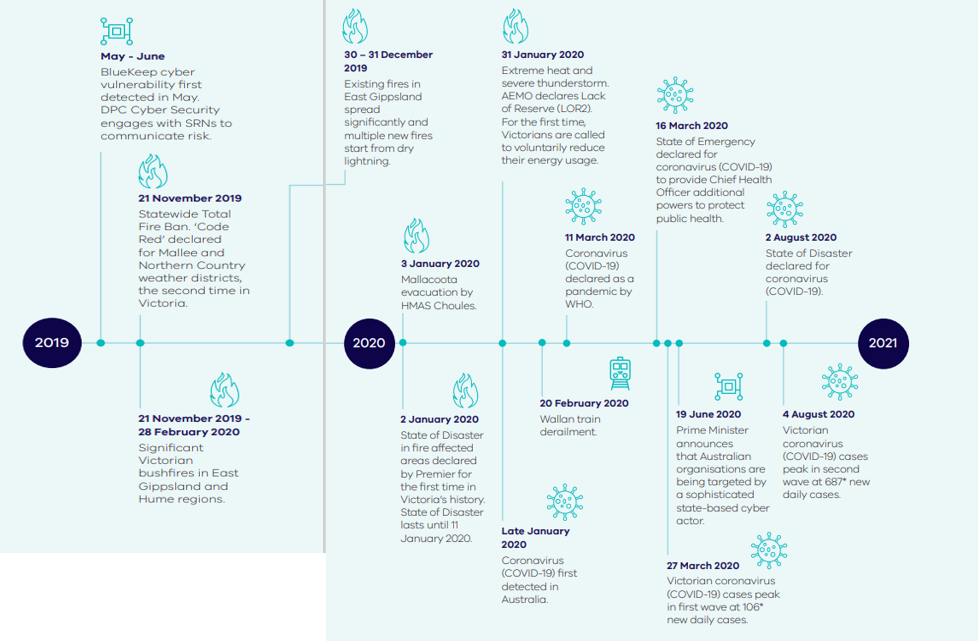 May - June
BlueKeep cyber
vulnerability first
detected in May.
DPC Cyber Security
engages with SRNs to
communicate risk.
21 November 2019
Statewide Total
Fire Ban. ‘Code
Red’ declared
for Mallee and
Northern Country
weather districts,
the second time in
Victoria.
30 – 31 December
2019
Existing fires in
East Gippsland
spread
significantly and
multiple new fires
start from dry
lightning.
3 January 2020
Mallacoota
evacuation by
HMAS Choules.
31 January 2020
Extreme heat and
severe thunderstorm.
AEMO declares Lack
of Reserve (LOR2).
For the first time,
Victorians are called
to voluntarily reduce
their energy usage.
11 March 2020
Coronavirus
(COVID-19)
declared as a
pandemic by
WHO.
16 March 2020
State of Emergency
declared for
coronavirus (COVID-19)
to provide Chief Health
Officer additional
powers to protect
public health.
2 August 2020
State of Disaster
declared for
coronavirus
(COVID-19).
2019
2020
2021
21 November 2019 -
28 February 2020
Significant
Victorian
bushfires in East
Gippsland and
Hume regions.
2 January 2020
State of Disaster
in fire affected
areas declared
by Premier for
the first time in
Victoria's history.
State of Disaster
lasts until 11
January 2020.
Late January
2020
Coronavirus
(COVID-19) first
detected in
Australia.
20 February 2020
Wallan train
derailment.
27 March 2020
Victorian coronavirus
(COVID-19) cases peak
in first wave at 106*
new daily cases.
19 June 2020
Prime Minister
announces
that Australian
organisations are
being targeted by
a sophisticated
state-based cyber
actor.
4 August 2020
Victorian
coronavirus
(COVID-19) cases
peak in second
wave at 687* new
daily cases.